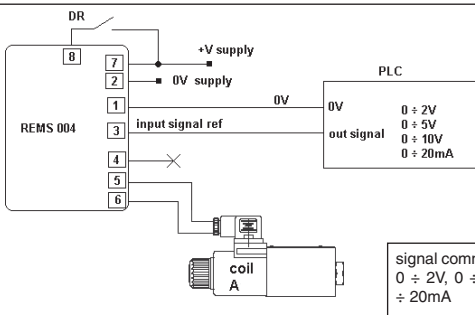 DR
8
+V supply
7
2
0V supply
PLC
1
0V
0V
REMS 004
3
input signal ref
out signal
0 ÷ 2V
0 ÷ 5V
0 ÷ 10V
0 ÷ 20mA
4
5
6
coil
A
signal comm
0 ÷ 2V, 0 ÷
÷ 20mA